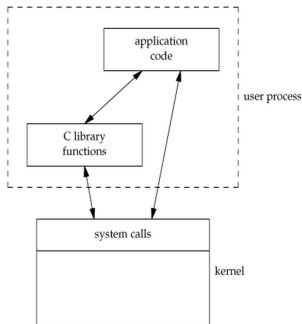 application
code
user process
C library
functions
system calls
kernel